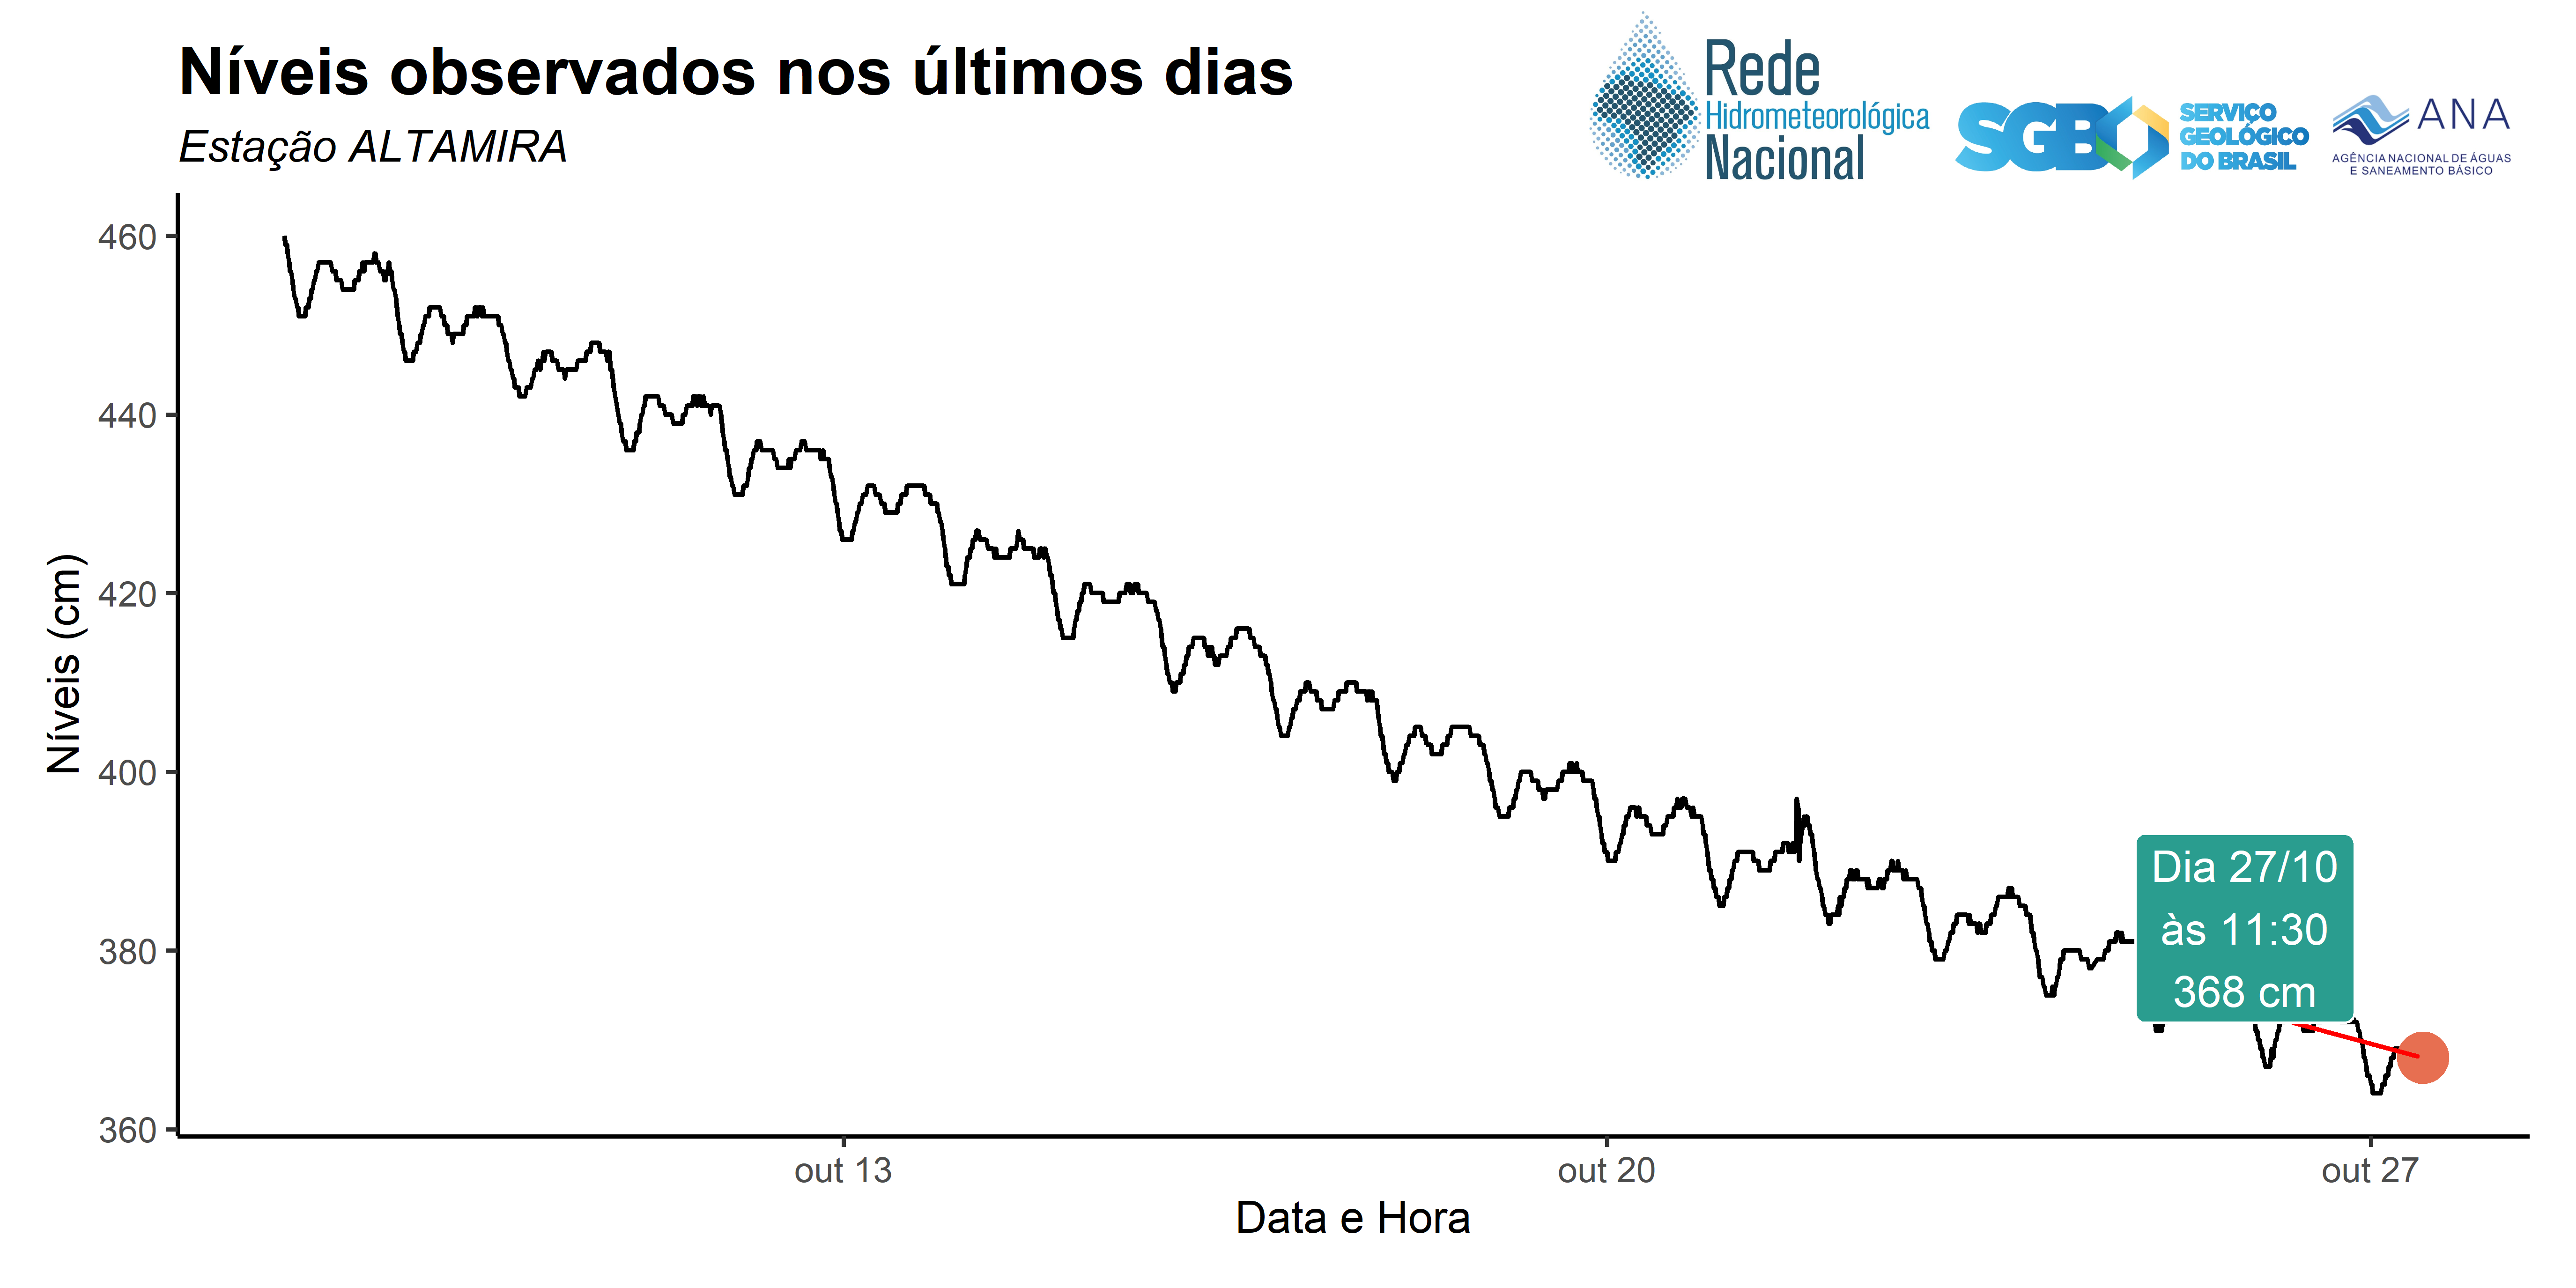 Níveis observados nos últimos dias
Estação ALTAMIRA
Rede
Hidrometeorológica
Nacional
SGB
SERVIÇO
GEOLÓGICO
DO BRASIL
ANA
AGÊNCIA NACIONAL DE ÁGUAS
E SANEAMENTO BÁSICO
Níveis (cm)
460
440
420
400
380
360
Dia 27/10
às 11:30
368 cm
out 13
out 20
out 27
Data e Hora